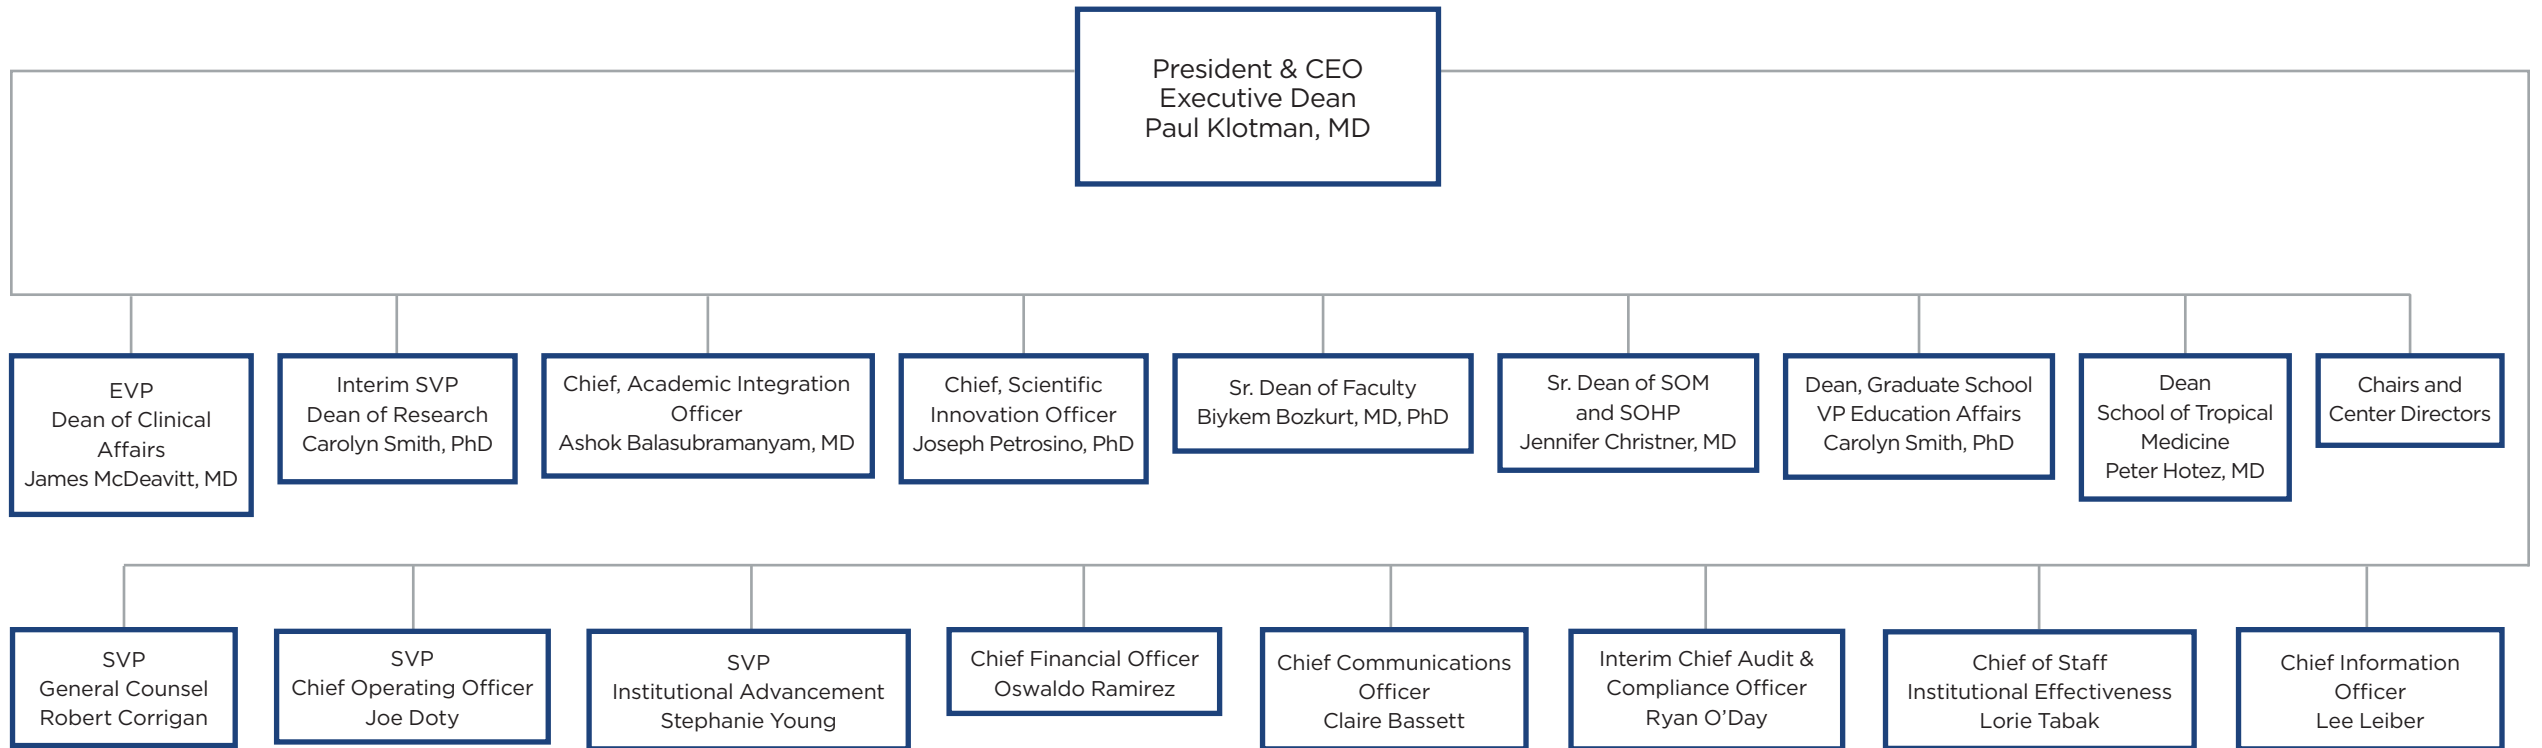 President & CEO
Executive Dean
Paul Klotman, MD
EVP
Dean of Clinical
Affairs
James McDeavitt, MD
Interim SVP
Dean of Research
Carolyn Smith, PhD
Chief, Academic Integration
Officer
Ashok Balasubramanyam, MD
Chief, Scientific
Innovation Officer
Joseph Petrosino, PhD
Sr. Dean of Faculty
Biykem Bozkurt, MD, PhD
Sr. Dean of SOM
and SOHP
Jennifer Christner, MD
Dean, Graduate School
VP Education Affairs
Carolyn Smith, PhD
Dean
School of Tropical
Medicine
Peter Hotez, MD
Chairs and
Center Directors
SVP
General Counsel
Robert Corrigan
SVP
Chief Operating Officer
Joe Doty
SVP
Institutional Advancement
Stephanie Young
Chief Financial Officer
Oswaldo Ramirez
Chief Communications
Officer
Claire Bassett
Interim Chief Audit &
Compliance Officer
Ryan O’Day
Chief of Staff
Institutional Effectiveness
Lorie Tabak
Chief Information
Officer
Lee Leiber